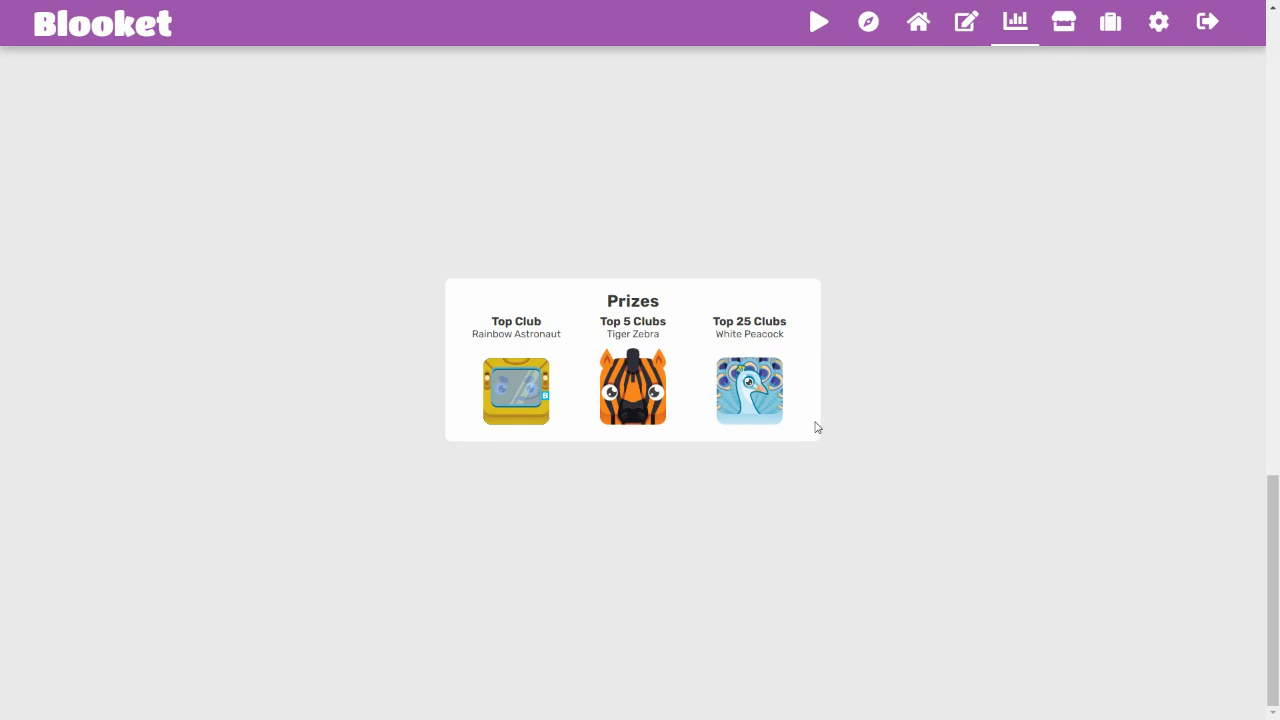 Blooket
Prizes
Top Club
Rainbow Astronaut
Top 5 Clubs
Tiger Zebra
Top 25 Clubs
White Peacock
B